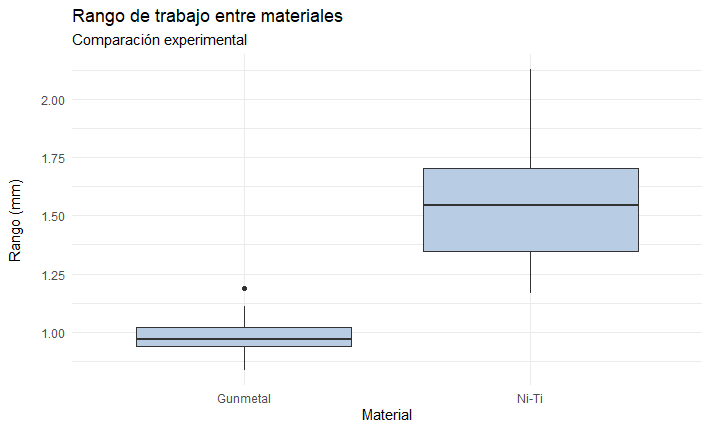 Rango de trabajo entre materiales
Comparación experimental
Rango (mm)
2.00
1.75
1.50
1.25
1.00
Gunmetal
Ni-Ti
Material